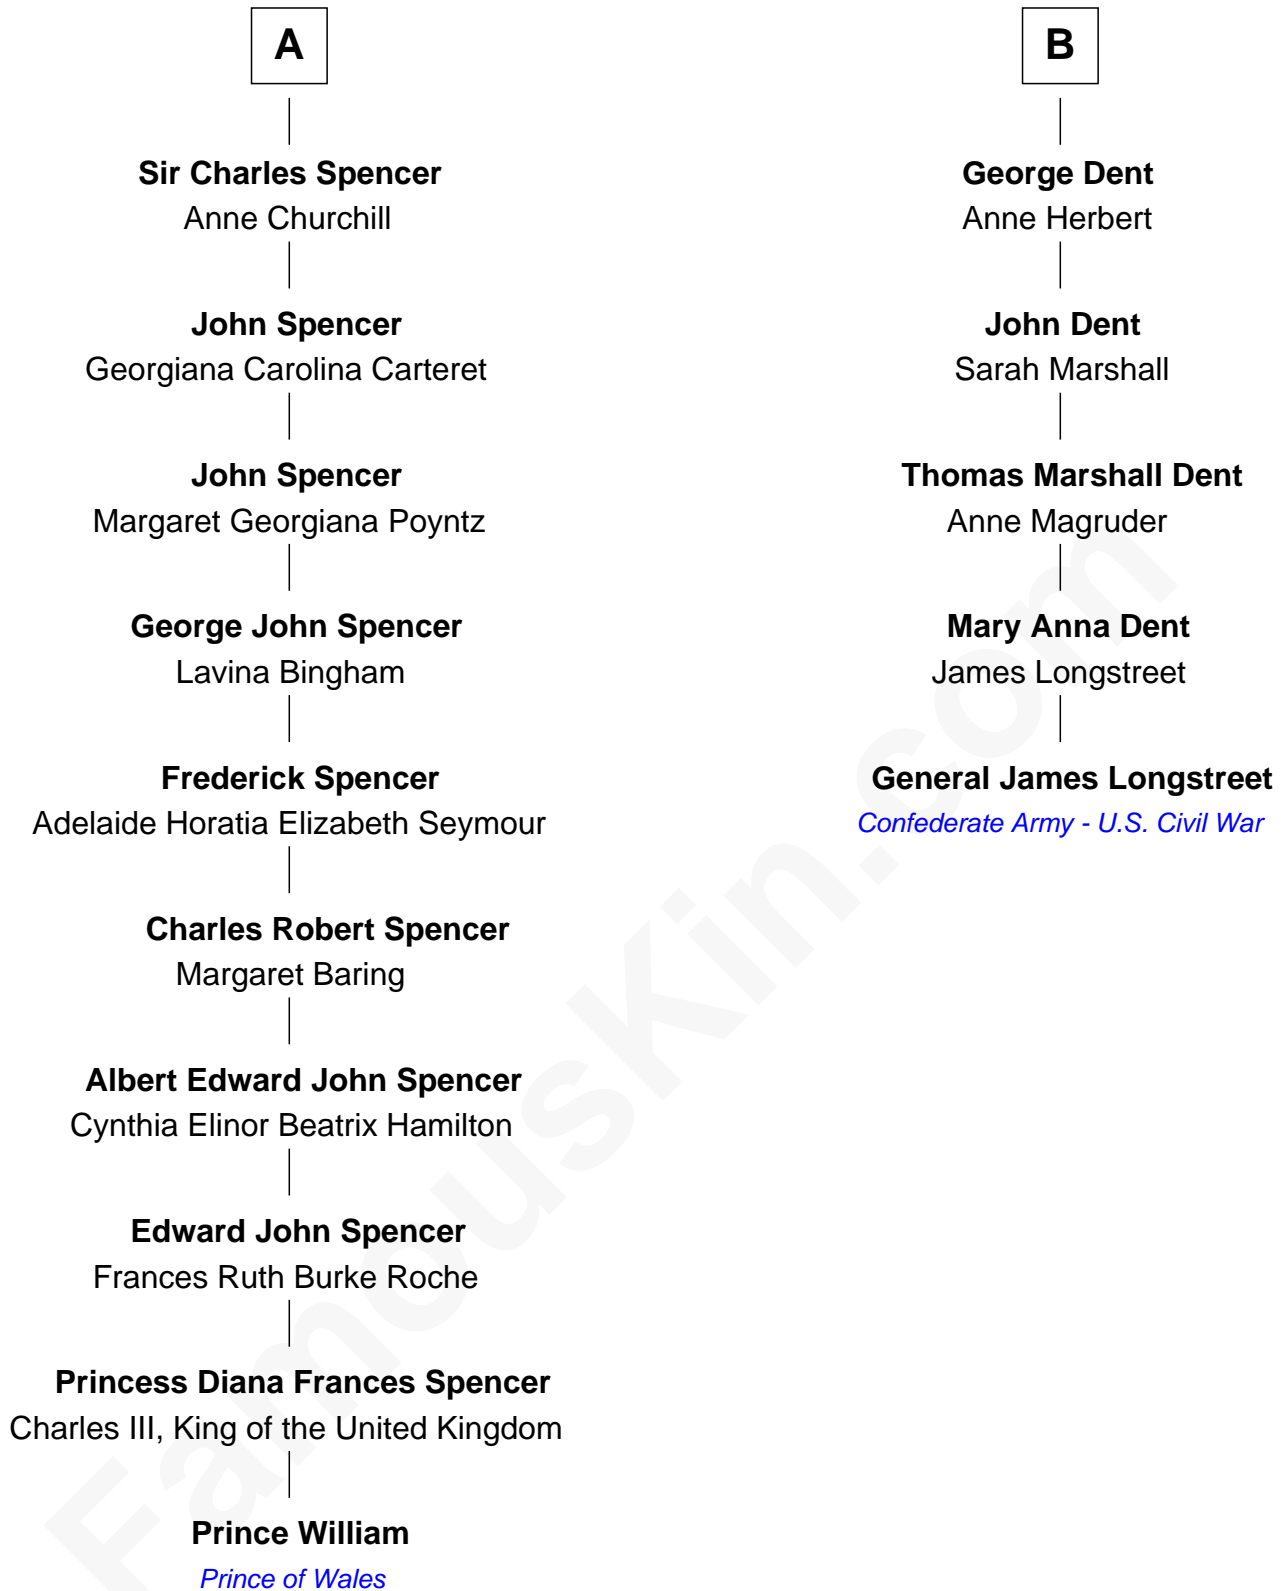 A
Sir Charles Spencer
Anne Churchill
John Spencer
Georgiana Carolina Carteret
John Spencer
Margaret Georgiana Poyntz
George John Spencer
Lavina Bingham
Frederick Spencer
Adelaide Horatia Elizabeth Seymour
Charles Robert Spencer
Margaret Baring
Albert Edward John Spencer
Cynthia Elinor Beatrix Hamilton
Edward John Spencer
Frances Ruth Burke Roche
Princess Diana Frances Spencer
Charles III, King of the United Kingdom
Prince William
Prince of Wales
B
George Dent
Anne Herbert
John Dent
Sarah Marshall
Thomas Marshall Dent
Anne Magruder
Mary Anna Dent
James Longstreet
General James Longstreet
Confederate Army - U.S. Civil War
FamousKin.com